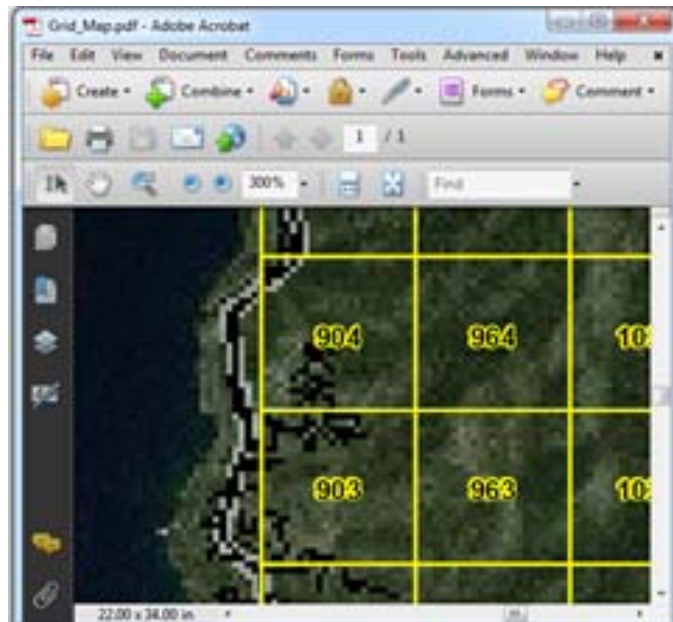 Grid_Map.pdf - Adobe Acrobat
File Edit View Document Comments Forms Tools Advanced Window Help
Create Combine Forms Comment
1 / 1
300% Find
904 964
903 963
22.00 x 34.00 in